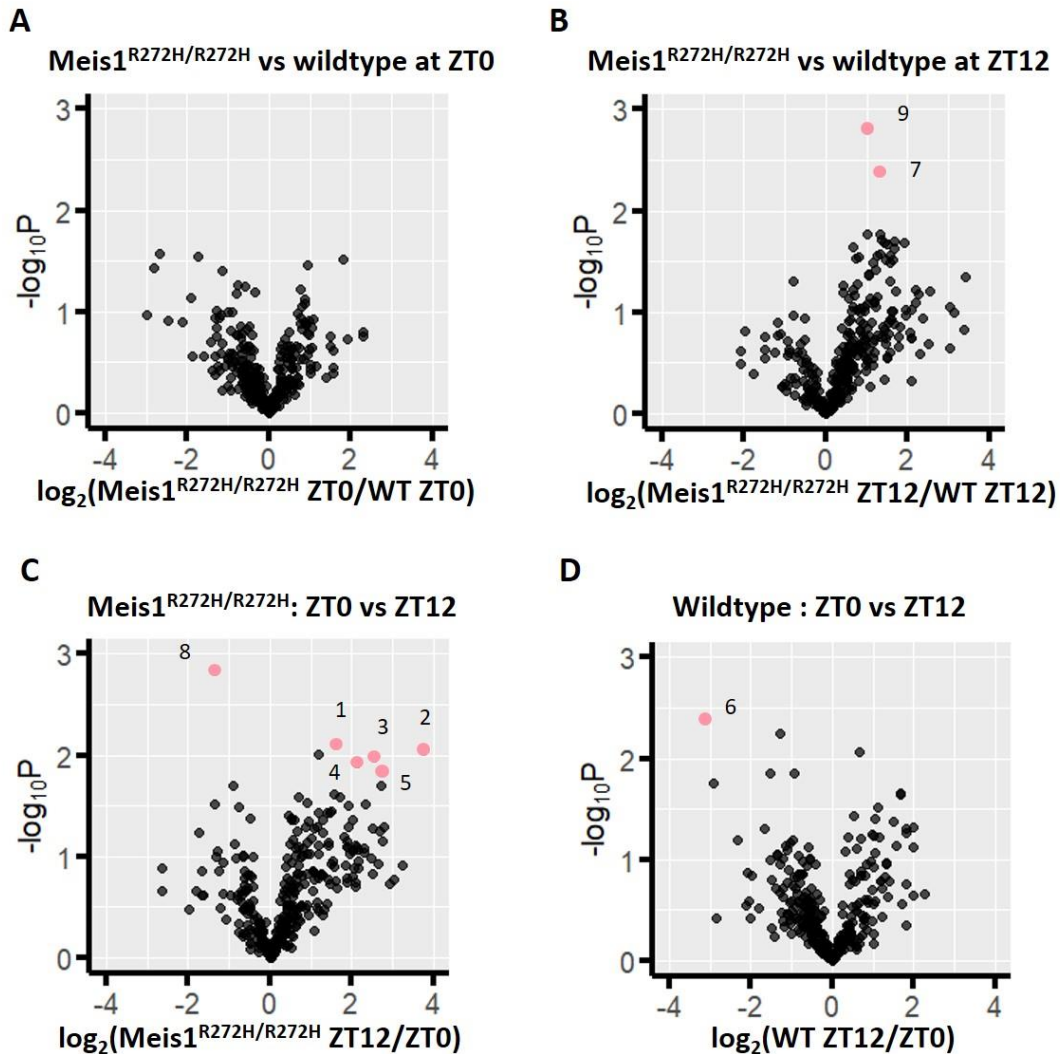 A
Meis1R272H/R272H vs wildtype at ZT0
3
2
1
0
-log10P
-4 -2 0 2 4
log2(Meis1R272H/R272H ZT0/WT ZT0)
B
Meis1R272H/R272H vs wildtype at ZT12
3
2
1
0
-log10P
9
7
-4 -2 0 2 4
log2(Meis1R272H/R272H ZT12/WT ZT12)
C
Meis1R272H/R272H: ZT0 vs ZT12
3
2
1
0
-log10P
8
1
3
2
4
5
-4 -2 0 2 4
log2(Meis1R272H/R272H ZT12/ZT0)
D
Wildtype : ZT0 vs ZT12
3
2
1
0
-log10P
6
-4 -2 0 2 4
log2(WT ZT12/ZT0)